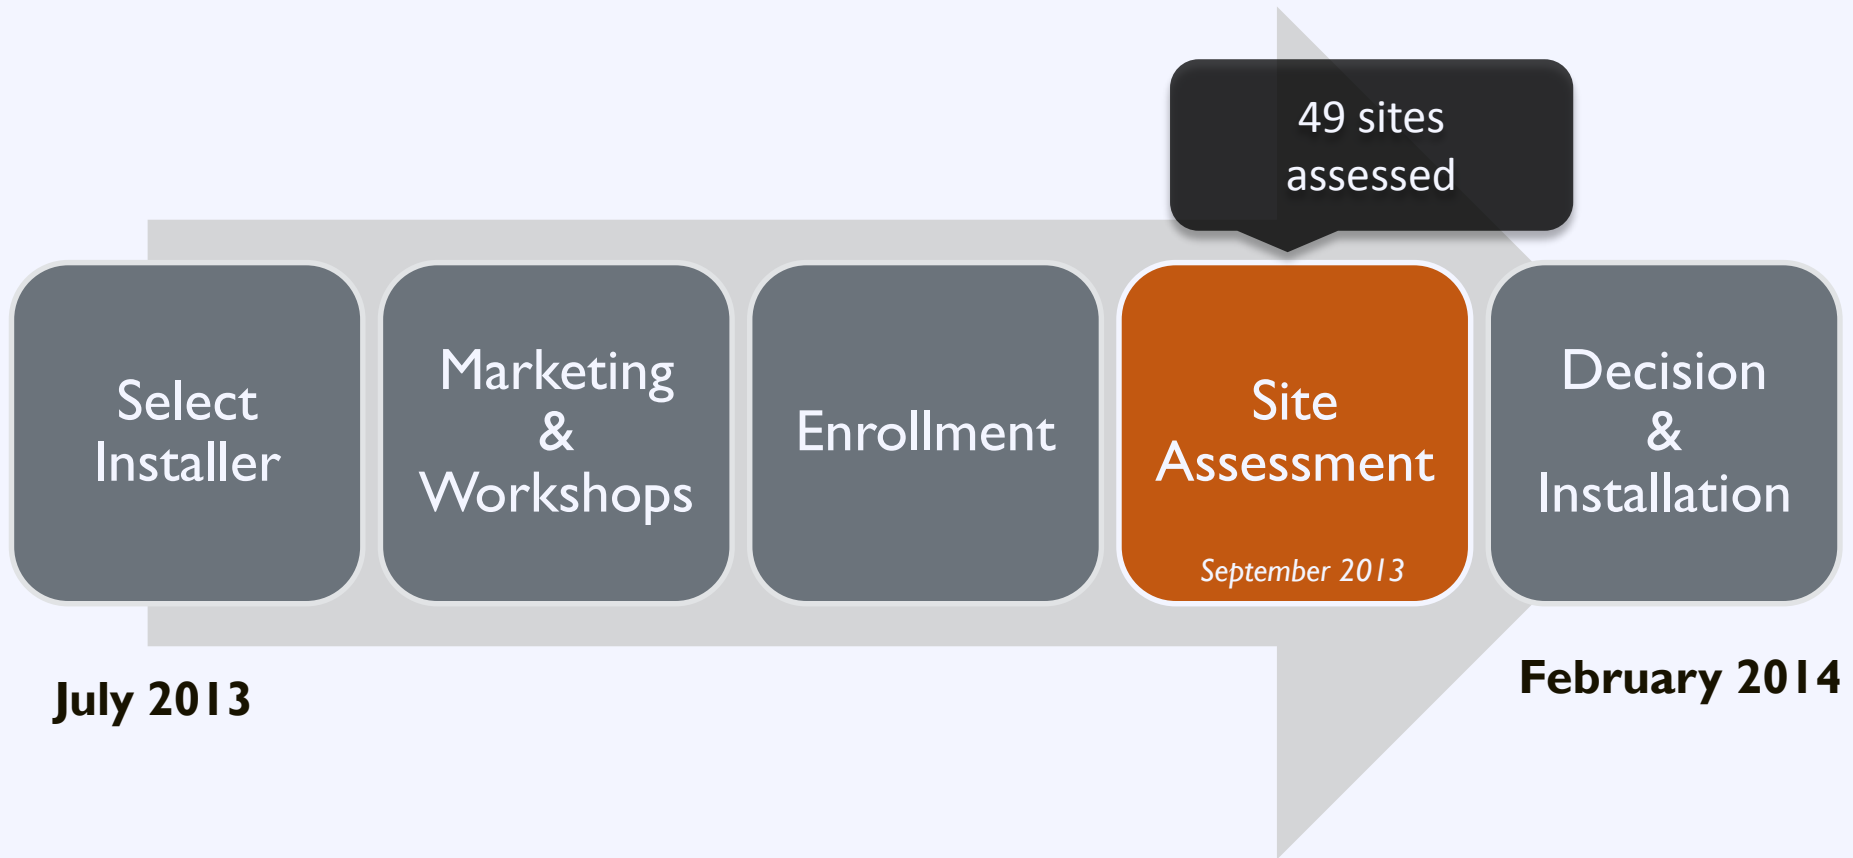 49 sites
assessed
Select
Installer
Marketing
&
Workshops
Enrollment
Site
Assessment
September 2013
Decision
&
Installation
July 2013
February 2014